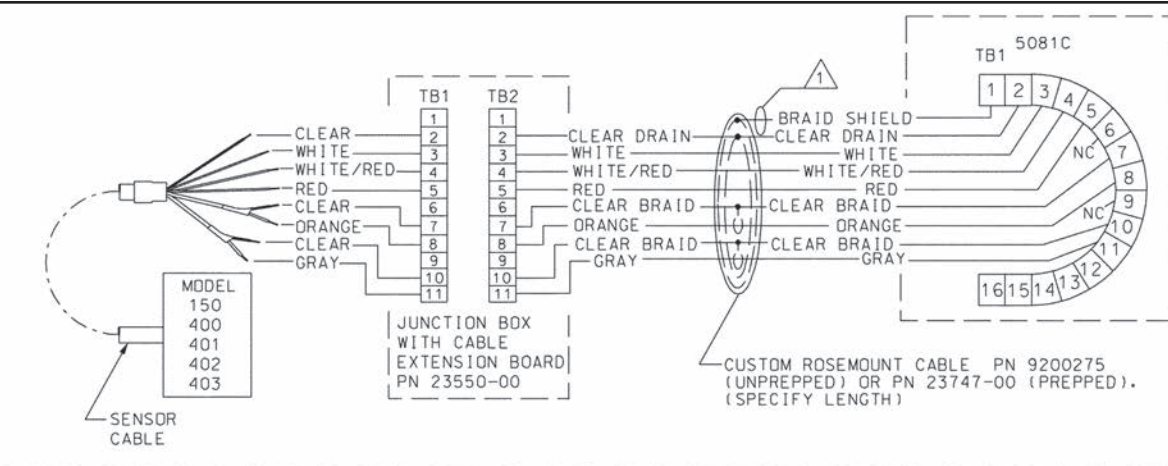 5081C
TB1
1 2 3 4 5 6 7 8 9 10 11 12 13 14 15 16
NC
NC
1
TB1
1
2
3
4
5
6
7
8
9
10
11
TB2
1
2
3
4
5
6
7
8
9
10
11
CLEAR
WHITE
WHITE/RED
RED
CLEAR
ORANGE
CLEAR
GRAY
CLEAR DRAIN
WHITE
WHITE/RED
RED
CLEAR BRAID
ORANGE
CLEAR BRAID
GRAY
BRAID SHIELD
CLEAR DRAIN
WHITE
WHITE/RED
RED
CLEAR BRAID
ORANGE
CLEAR BRAID
GRAY
MODEL
150
400
401
402
403
SENSOR
CABLE
JUNCTION BOX
WITH CABLE
EXTENSION BOARD
PN 23550-00
CUSTOM ROSEMOUNT CABLE PN 9200275
(UNPREPPED) OR PN 23747-00 (PREPPED).
(SPECIFY LENGTH)